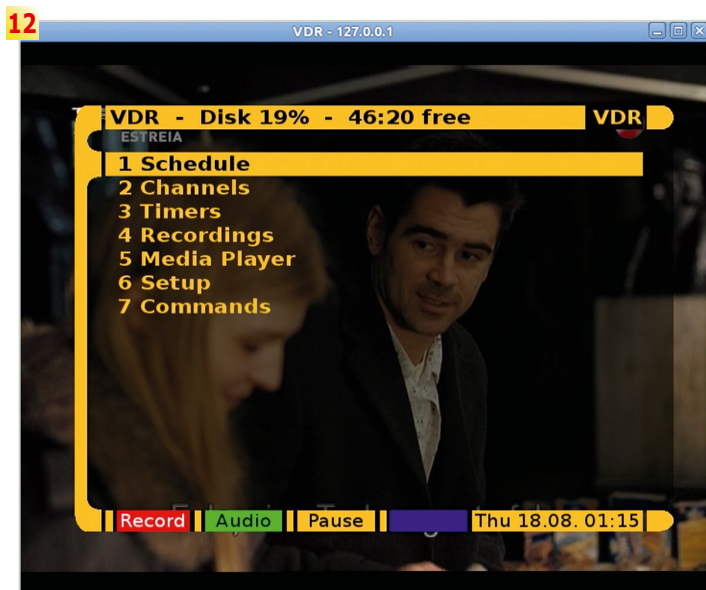 12
VDR - 127.0.0.1
VDR - Disk 19% - 46:20 free VDR
ESTREIA
1 Schedule
2 Channels
3 Timers
4 Recordings
5 Media Player
6 Setup
7 Commands
Record Audio Pause Thu 18.08. 01:15